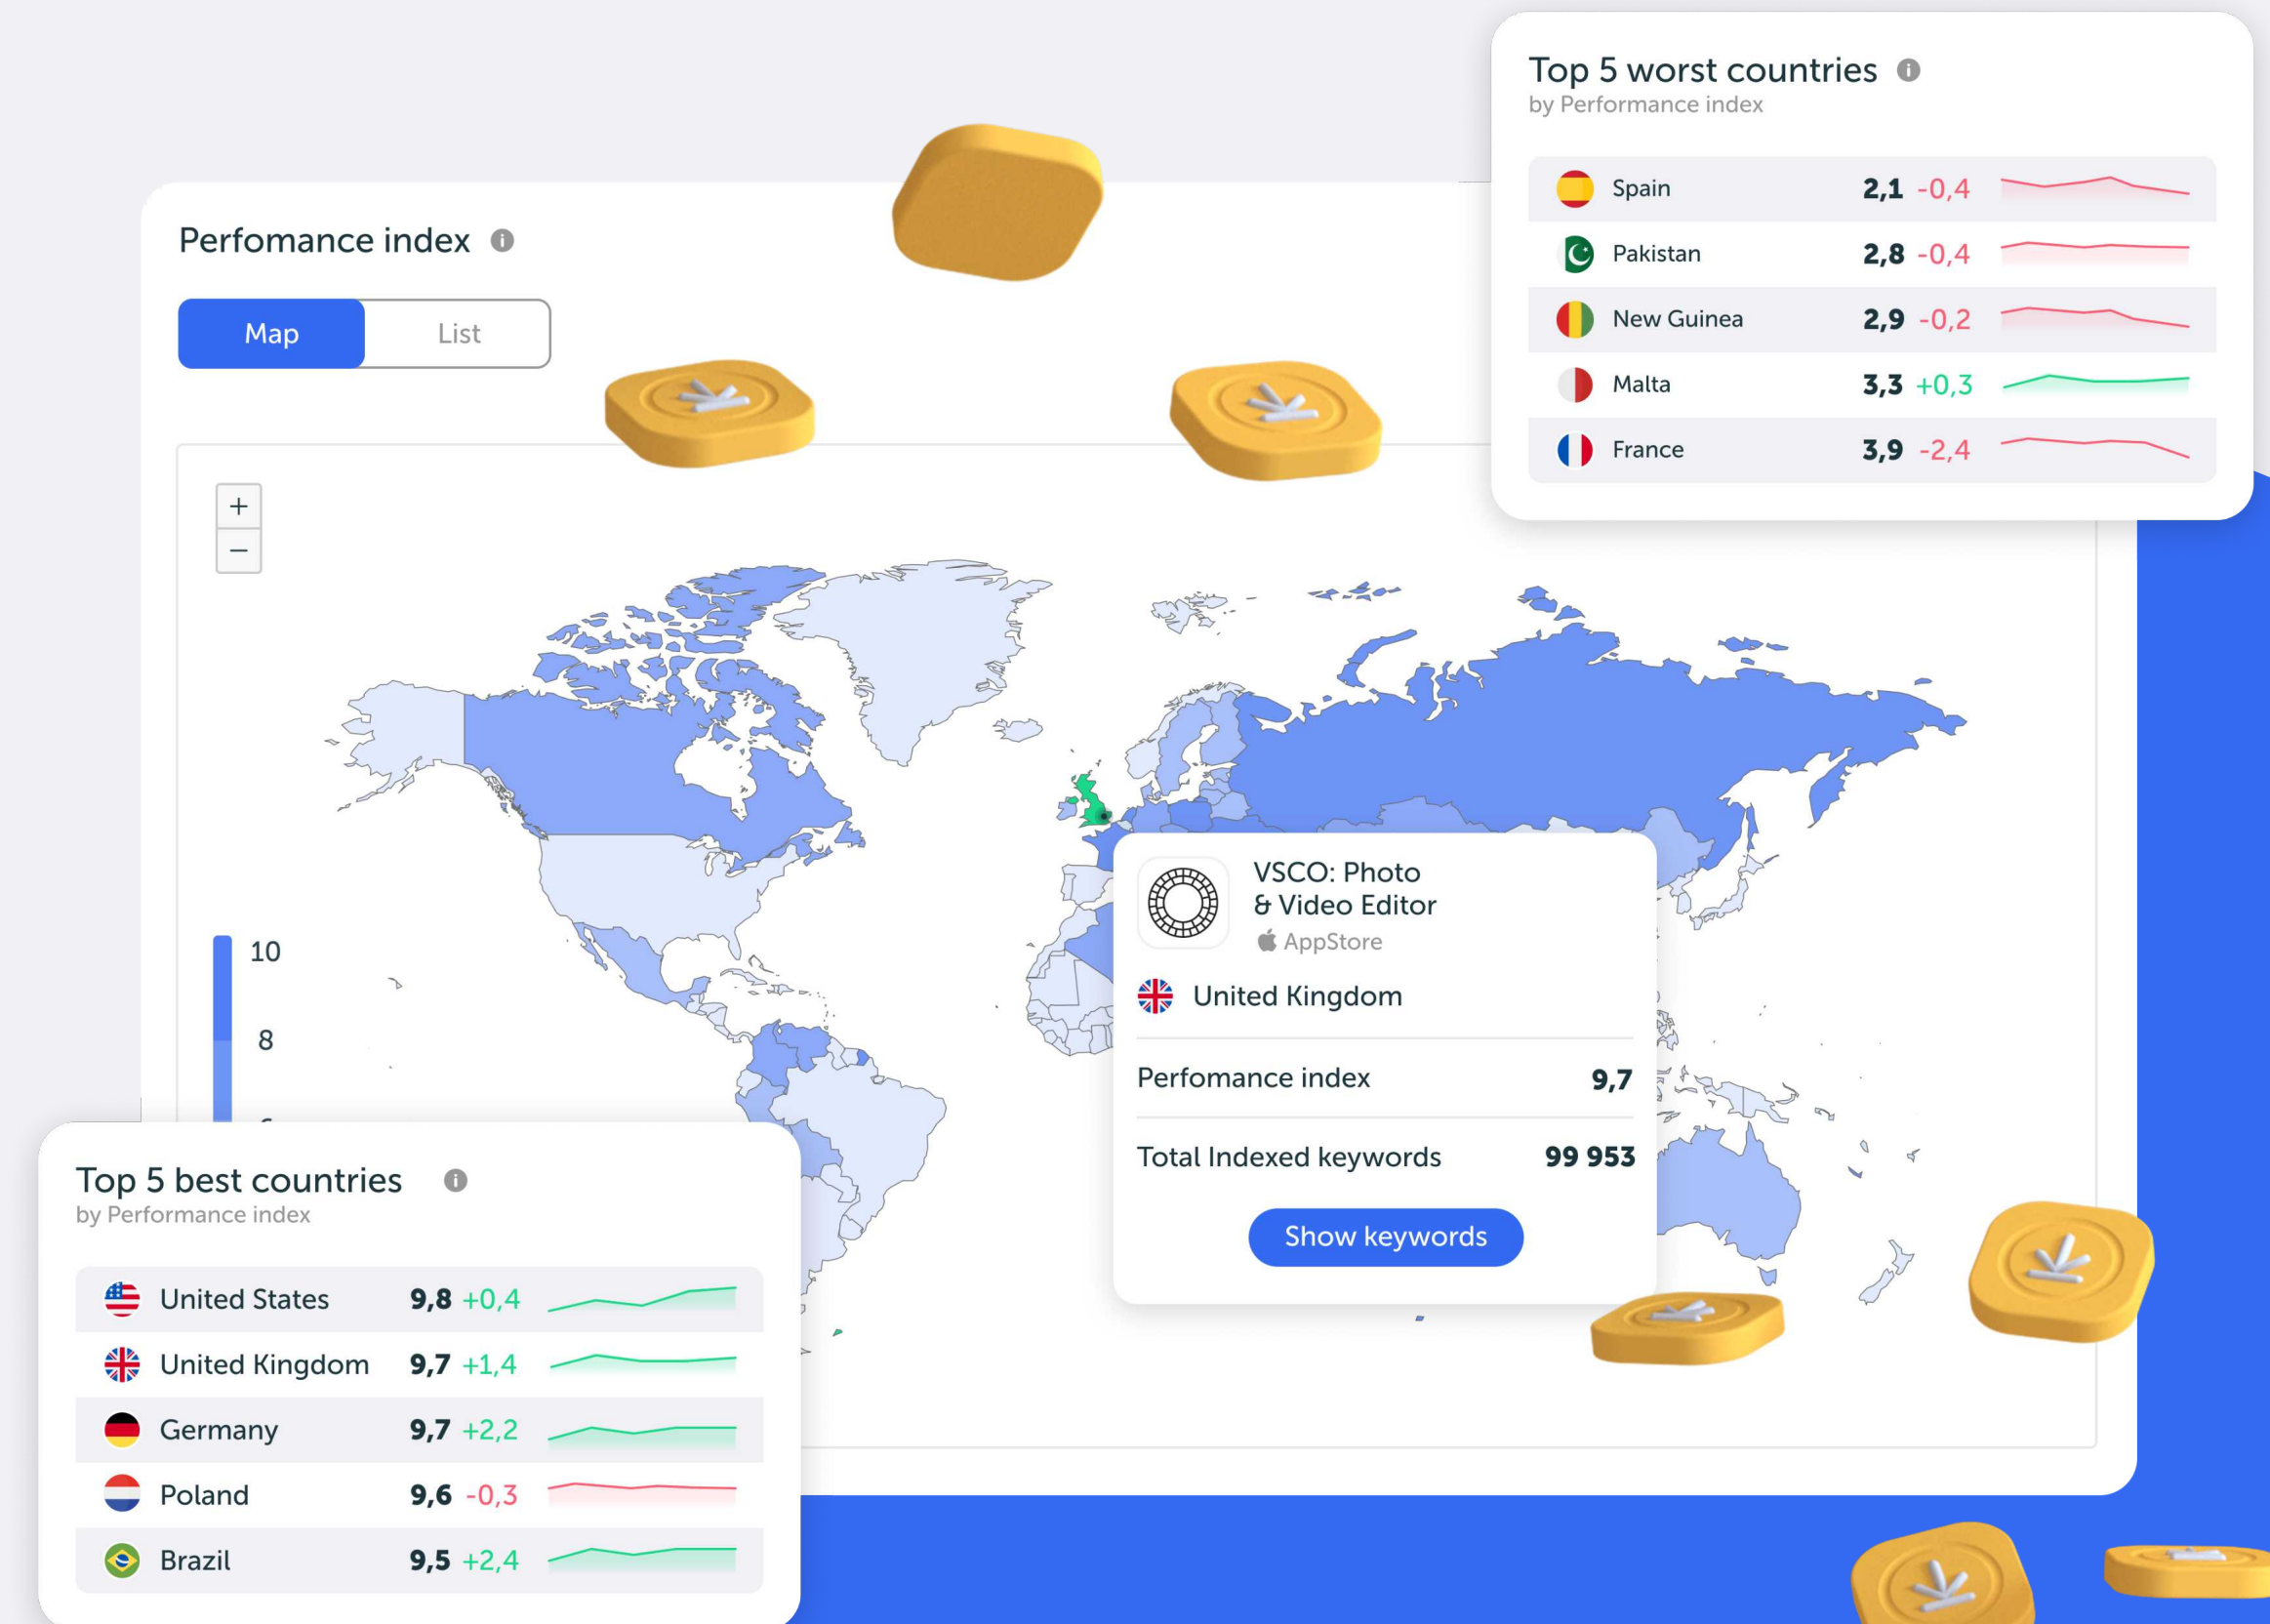 Top 5 worst countries
by Performance index
Spain 2,1 -0,4
Pakistan 2,8 -0,4
New Guinea 2,9 -0,2
Malta 3,3 +0,3
France 3,9 -2,4
Perfomance index
Map List
+
−
10
8
VSCO: Photo
& Video Editor
AppStore
United Kingdom
Perfomance index 9,7
Total Indexed keywords 99 953
Show keywords
Top 5 best countries
by Performance index
United States 9,8 +0,4
United Kingdom 9,7 +1,4
Germany 9,7 +2,2
Poland 9,6 -0,3
Brazil 9,5 +2,4